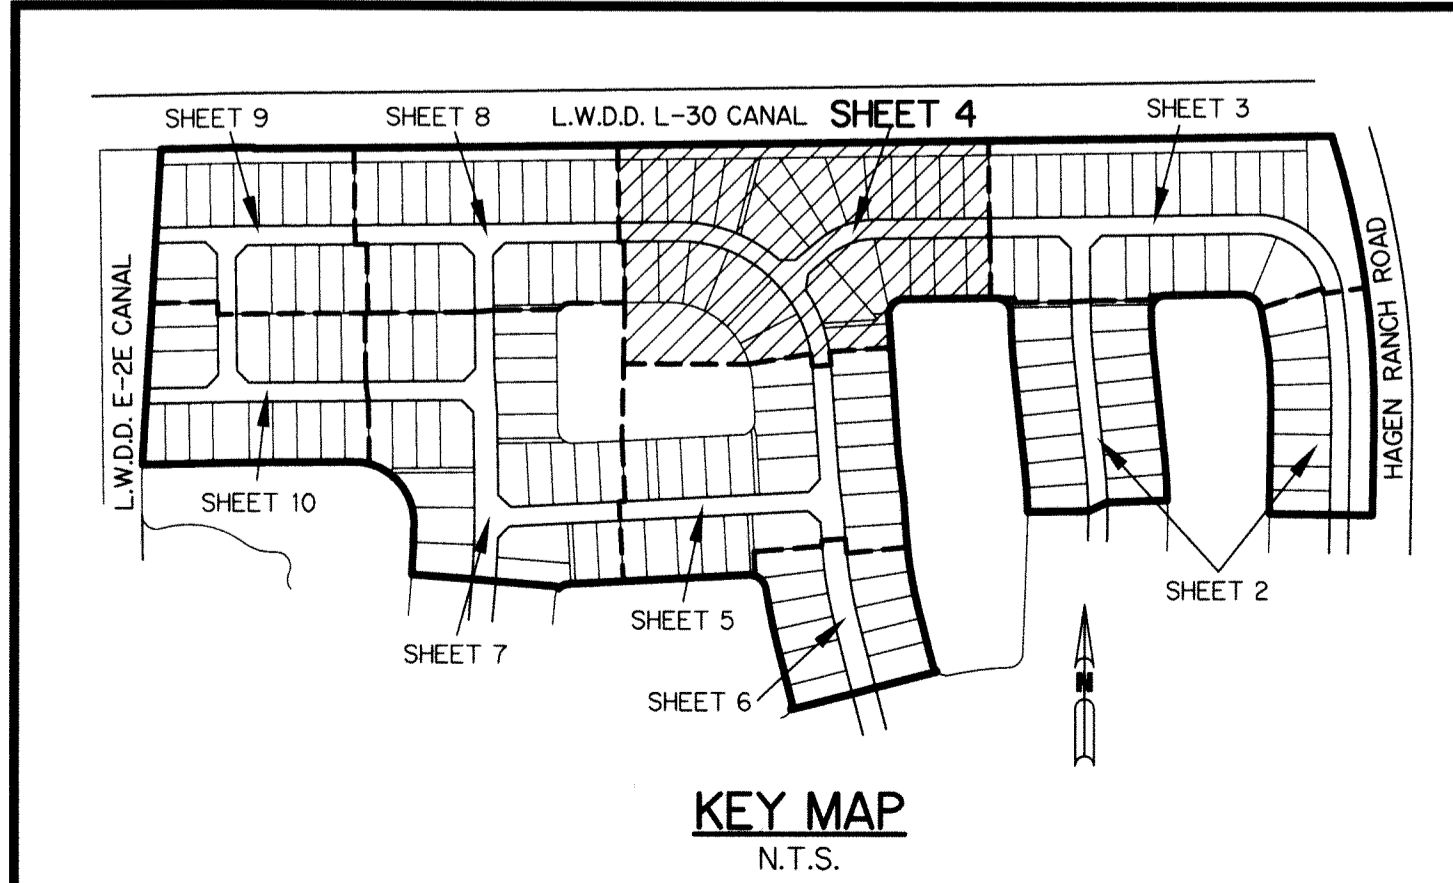 SHEET 9
SHEET 8
L.W.D.D. L-30 CANAL
SHEET 4
SHEET 3
L.W.D.D. E-2E CANAL
HAGEN RANCH ROAD
SHEET 10
SHEET 5
SHEET 2
SHEET 7
SHEET 6
N
KEY MAP
N.T.S.